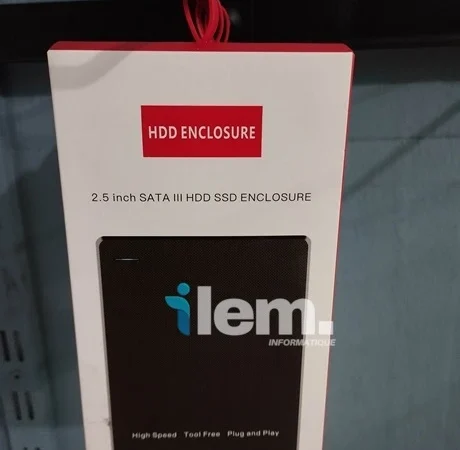 HDD ENCLOSURE
2.5 inch SATA III HDD SSD ENCLOSURE
ilem.
INFORMATIQUE
High Speed Tool Free Plug and Play